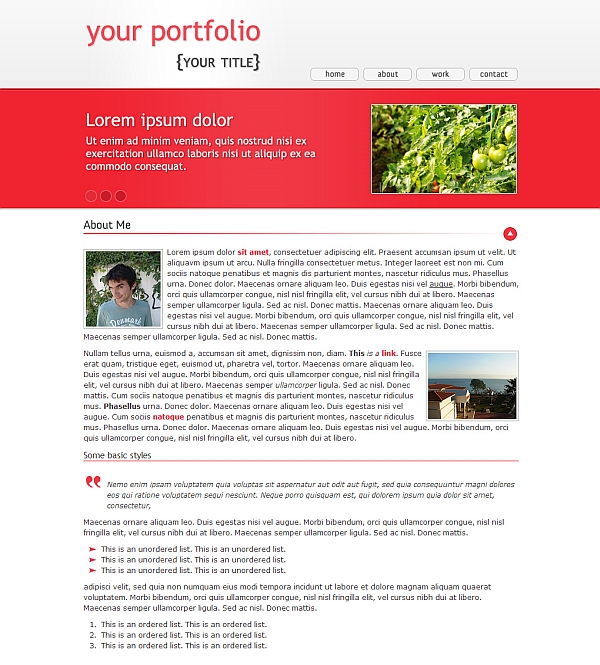 your portfolio
{YOUR TITLE}
home about work contact
Lorem ipsum dolor
Ut enim ad minim veniam, quis nostrud nisi ex
exercitation ullamco laboris nisi ut aliquip ex ea
commodo consequat.
About Me
Lorem ipsum dolor sit amet, consectetuer adipiscing elit. Praesent accumsan ipsum ut velit. Ut
aliquavm ipsum ut arcu. Nulla fringilla consectetuer metus. Integer laoreet est non mi. Cum
sociis natoque penatibus et magnis dis parturient montes, nascetur ridiculus mus. Phasellus
urna. Donec dolor. Maecenas ornare aliquam leo. Duis egestas nisi vel augue. Morbi bibendum,
orci quis ullamcorper congue, nisl nisl fringilla elit, vel cursus nibh dui at libero. Maecenas
semper ullamcorper ligula. Sed ac nisl. Donec mattis. Maecenas ornare aliquam leo. Duis
egestas nisl vel augue. Morbi bibendum, orci quis ullamcorper congue, nisl nisl fringilla elit, vel
cursus nibh dui at libero. Maecenas semper ullamcorper ligula. Sed ac nisl. Donec mattis.
Maecenas semper ullamcorper ligula. Sed ac nisl. Donec mattis.
Nullam tellus urna, euismod a, accumsan sit amet, dignissim non, diam. This is a link. Fusce
erat quam, tristique eget, euismod ut, pharetra vel, tortor. Maecenas ornare aliquam leo.
Duis egestas nisl vel augue. Morbi bibendum, orci quis ullamcorper congue, nisl nisl fringilla
elit, vel cursus nibh dui at libero. Maecenas semper ullamcorper ligula. Sed ac nisl. Donec
mattis. Cum sociis natoque penatibus et magnis dis parturient montes, nascetur ridiculus
mus. Phasellus urna. Donec dolor. Maecenas ornare aliquam leo. Duis egestas nisi vel
augue. Cum sociis natoque penatibus et magnis dis parturient montes, nascetur ridiculus
mus. Phasellus urna. Donec dolor. Maecenas ornare aliquam leo. Duis egestas nisi vel augue. Morbi bibendum, orci
quis ullamcorper congue, nisl nisl fringilla elit, vel cursus nibh dui at libero.
Some basic styles
Nemo enim ipsam voluptatem quia voluptas sit aspernatur aut odit aut fugit, sed quia consequuntur magni dolores
eos qui ratione voluptatem sequi nesciunt. Neque porro quisquam est, qui dolorem ipsum quia dolor sit amet,
consectetur,
Maecenas ornare aliquam leo. Duis egestas nisi vel augue. Morbi bibendum, orci quis ullamcorper congue, nisl nisl
fringilla elit, vel cursus nibh dui at libero. Maecenas semper ullamcorper ligula. Sed ac nisl. Donec mattis.
This is an unordered list. This is an unordered list.
This is an unordered list. This is an unordered list.
This is an unordered list. This is an unordered list.
adipisci velit, sed quia non numquam eius modi tempora incidunt ut labore et dolore magnam aliquam quaerat
voluptatem. Morbi bibendum, orci quis ullamcorper congue, nisl nisl fringilla elit, vel cursus nibh dui at libero.
Maecenas semper ullamcorper ligula. Sed ac nisl. Donec mattis.
1. This is an ordered list. This is an ordered list.
2. This is an ordered list. This is an ordered list.
3. This is an ordered list. This is an ordered list.